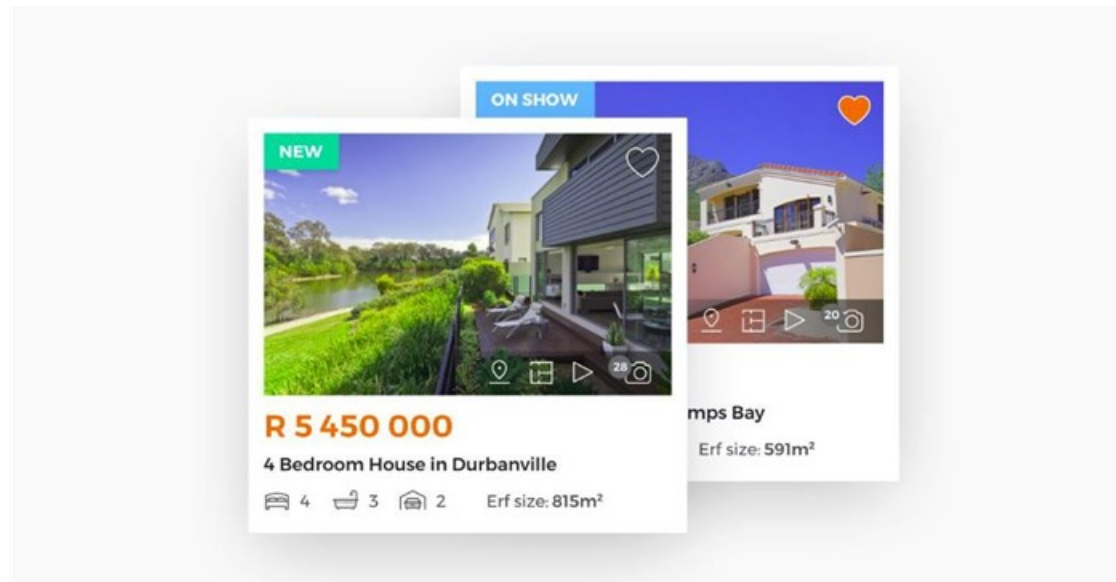 ON SHOW
NEW
20
28
R 5 450 000
mps Bay
4 Bedroom House in Durbanville
Erf size: 591m²
4 3 2 Erf size: 815m²